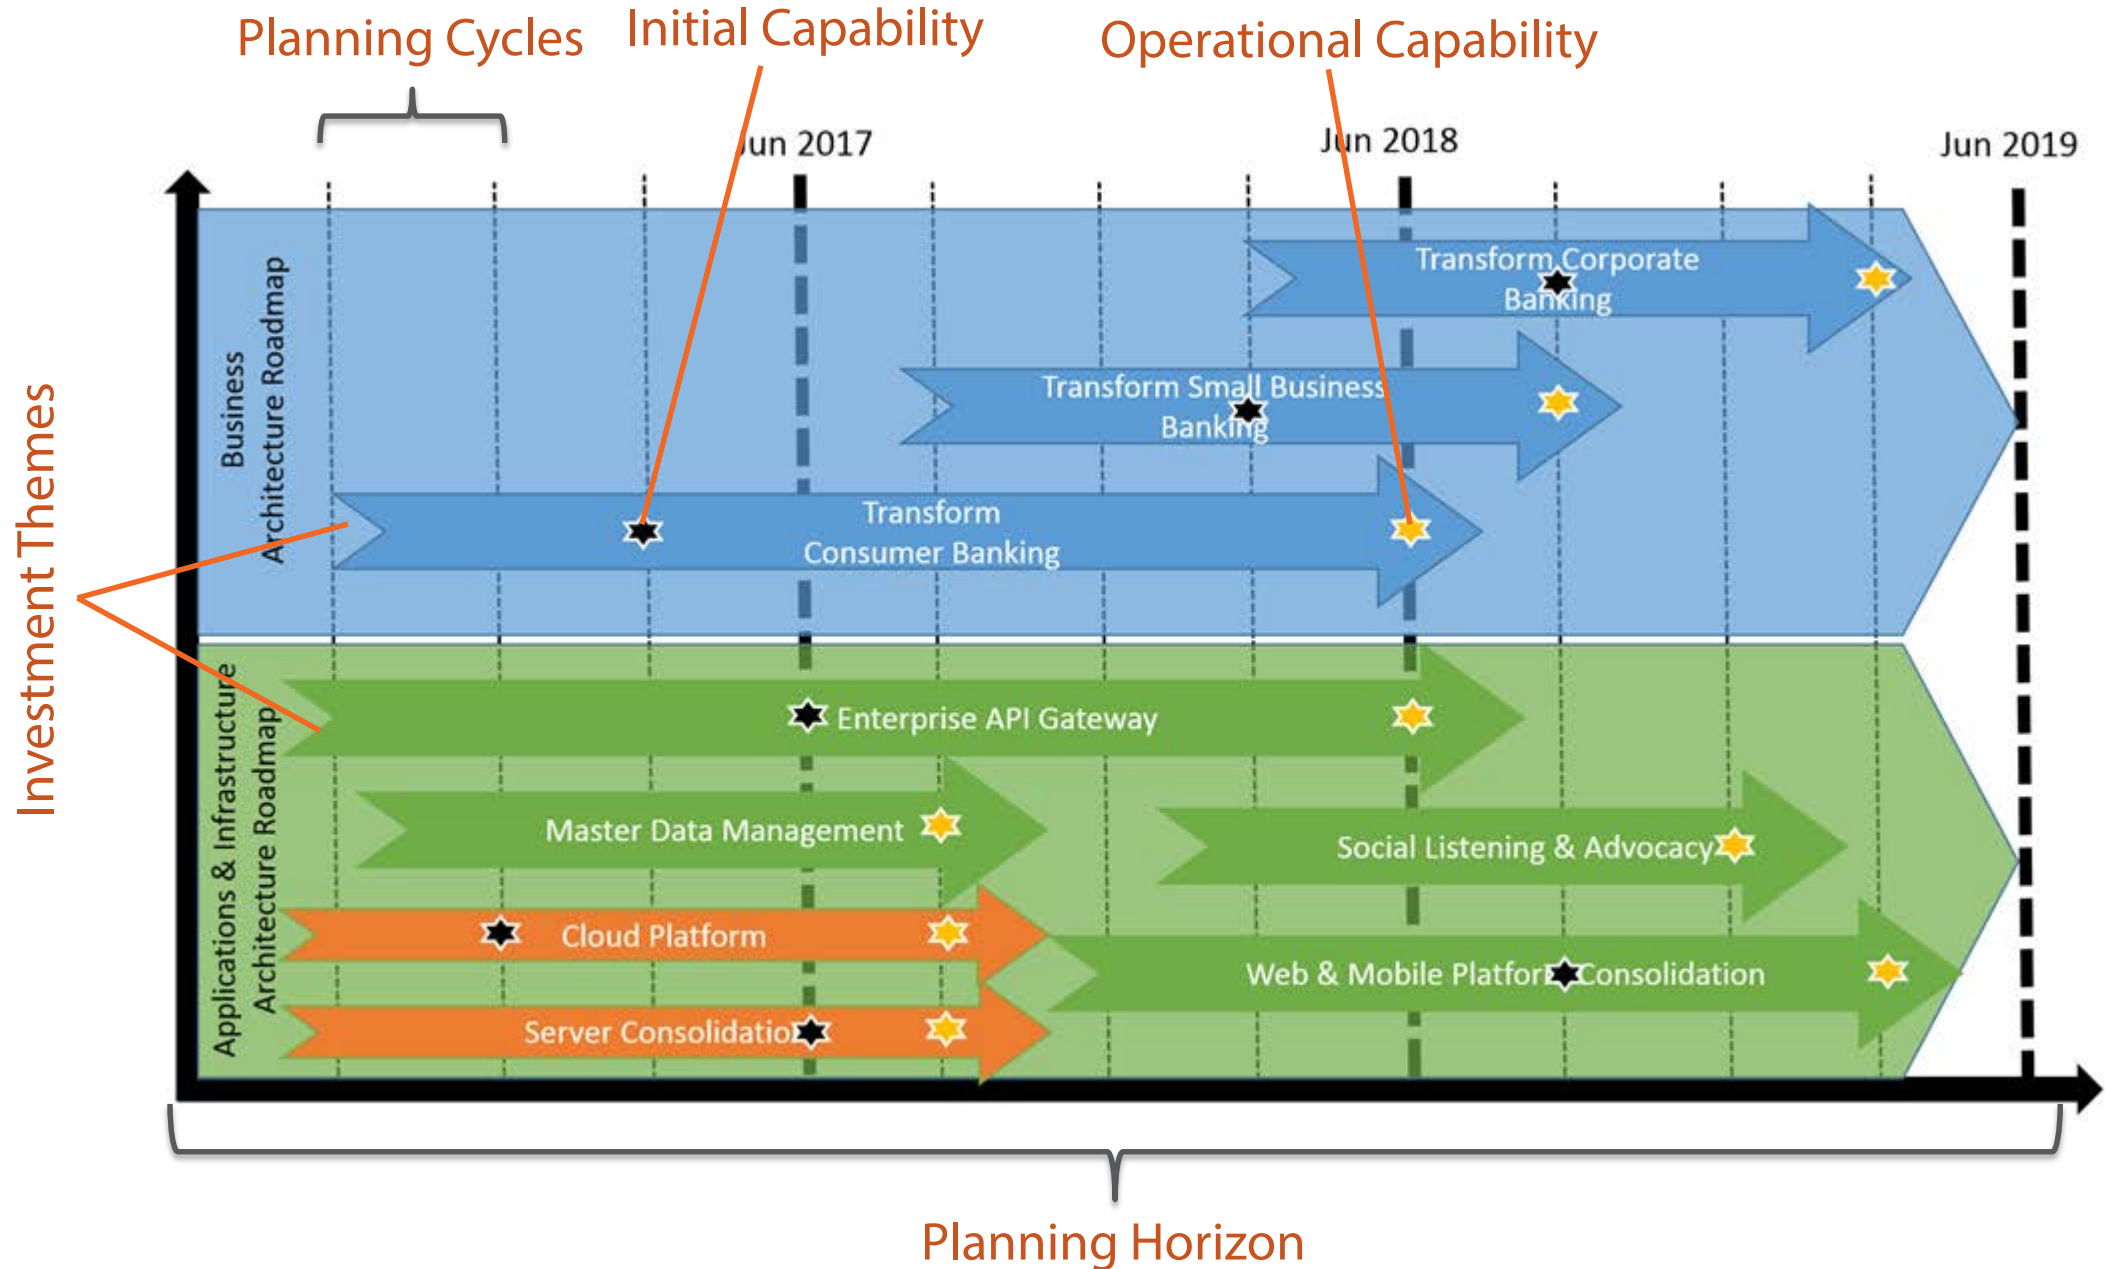 Planning Cycles
Initial Capability
Operational Capability
Jun 2017
Jun 2018
Jun 2019
Investment Themes
Business
Architecture Roadmap
Transform Corporate
Banking
Transform Small Business
Banking
Transform
Consumer Banking
Applications & Infrastructure
Architecture Roadmap
Enterprise API Gateway
Master Data Management
Social Listening & Advocacy
Cloud Platform
Web & Mobile Platform Consolidation
Server Consolidation
Planning Horizon